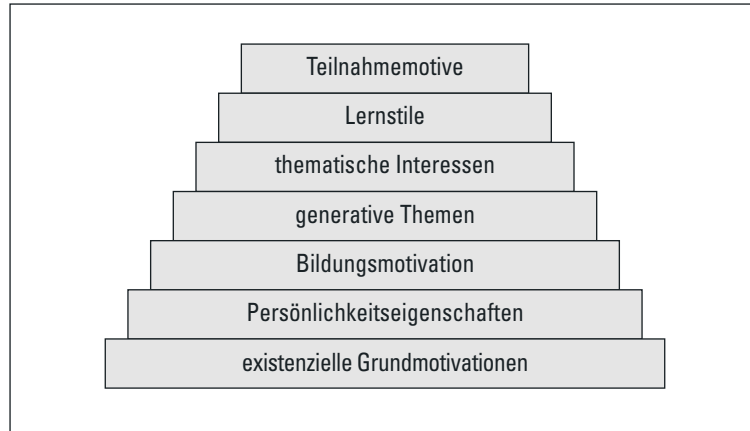 Teilnahmemotive
Lernstile
thematische Interessen
generative Themen
Bildungsmotivation
Persönlichkeitseigenschaften
existenzielle Grundmotivationen